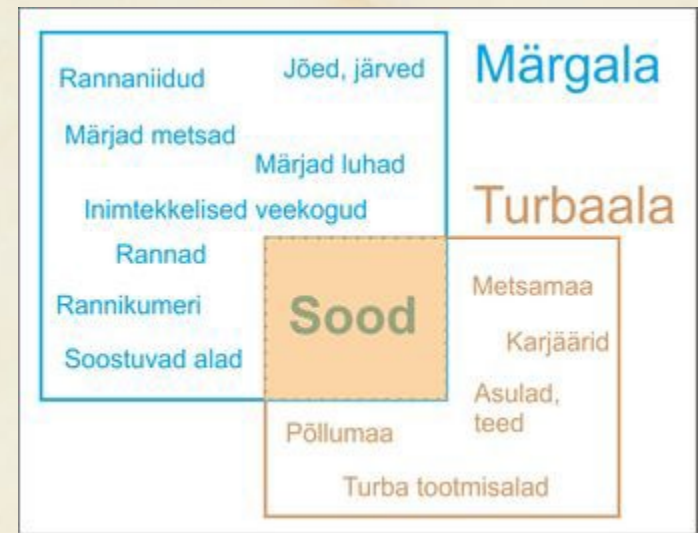 Märgala
Rannaniidud
Jõed, järved
Märjad metsad
Märjad luhad
Inimtekkelised veekogud
Rannad
Rannikumeri
Soostuvad alad
Sood
Turbaala
Metsamaa
Karjäärid
Asulad,
teed
Põllumaa
Turba tootmisalad